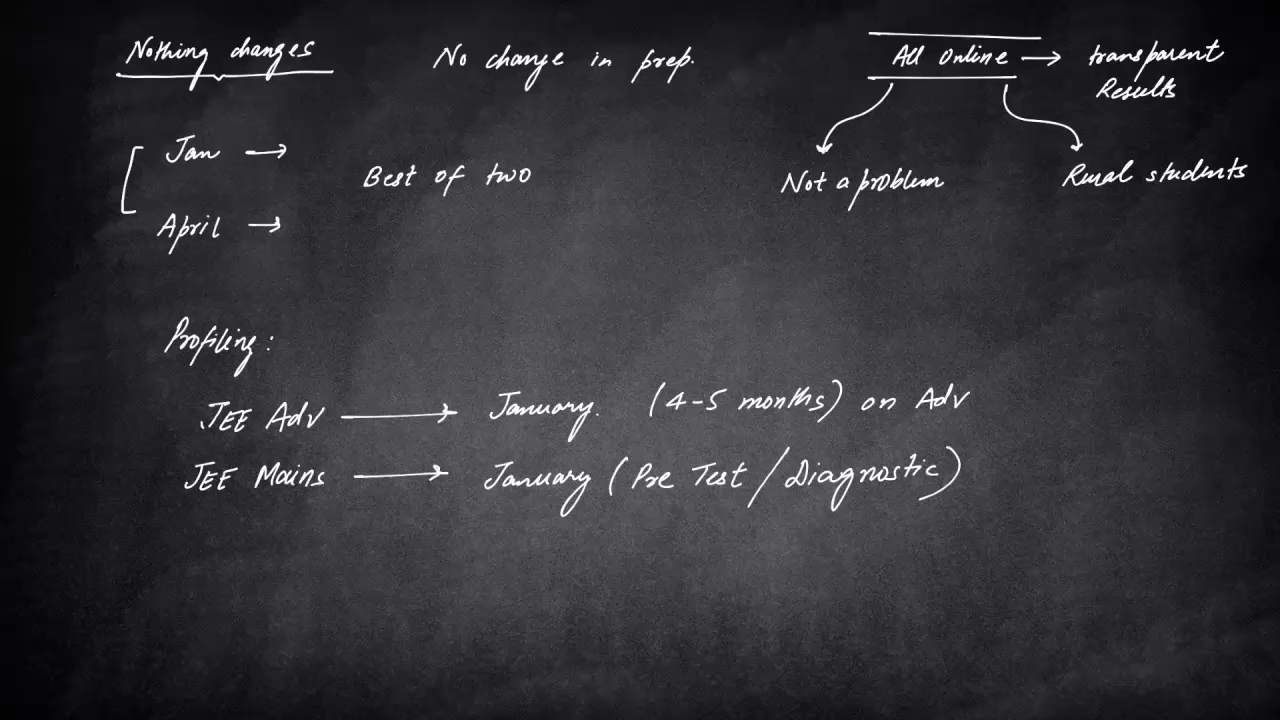 Nothing changes
No change in prep.
All Online → transparent
Results
Not a problem
Rural students
Jan →
Best of two
April →
Profiling:
JEE Adv → January. (4-5 months) on Adv
JEE Mains → January (Pre Test / Diagnostic)